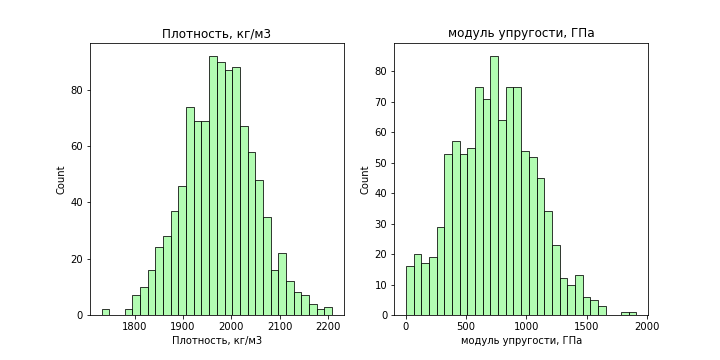 Плотность, кг/м3
Count
80
60
40
20
0
1800 1900 2000 2100 2200
Плотность, кг/м3
модуль упругости, ГПа
Count
80
70
60
50
40
30
20
10
0
0 500 1000 1500 2000
модуль упругости, ГПа